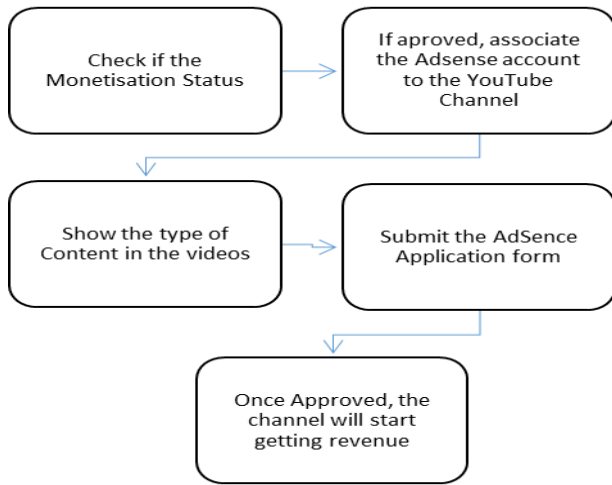 Check if the
Monetisation Status
If aproved, associate
the Adsense account
to the YouTube
Channel
Show the type of
Content in the videos
Submit the AdSence
Application form
Once Approved, the
channel will start
getting revenue